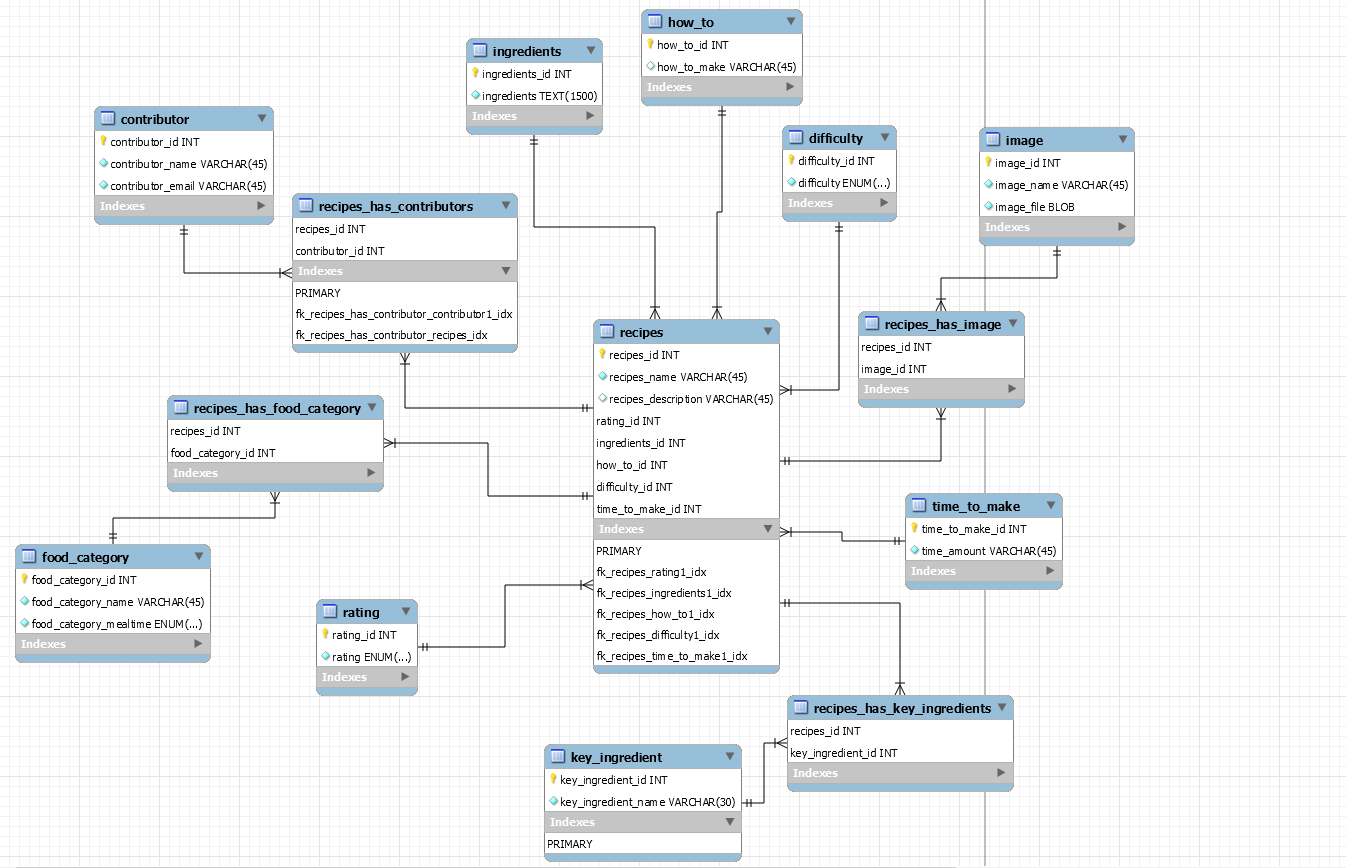 how_to
how_to_id INT
how_to_make VARCHAR(45)
Indexes
ingredients
ingredients_id INT
ingredients TEXT(1500)
Indexes
contributor
contributor_id INT
contributor_name VARCHAR(45)
contributor_email VARCHAR(45)
Indexes
difficulty
difficulty_id INT
difficulty ENUM(...)
Indexes
image
image_id INT
image_name VARCHAR(45)
image_file BLOB
Indexes
recipes_has_contributors
recipes_id INT
contributor_id INT
Indexes
PRIMARY
fk_recipes_has_contributor_contributor1_idx
fk_recipes_has_contributor_recipes_idx
recipes
recipes_id INT
recipes_name VARCHAR(45)
recipes_description VARCHAR(45)
rating_id INT
ingredients_id INT
how_to_id INT
difficulty_id INT
time_to_make_id INT
Indexes
PRIMARY
fk_recipes_rating1_idx
fk_recipes_ingredients1_idx
fk_recipes_how_to1_idx
fk_recipes_difficulty1_idx
fk_recipes_time_to_make1_idx
recipes_has_image
recipes_id INT
image_id INT
Indexes
recipes_has_food_category
recipes_id INT
food_category_id INT
Indexes
time_to_make
time_to_make_id INT
time_amount VARCHAR(45)
Indexes
food_category
food_category_id INT
food_category_name VARCHAR(45)
food_category_mealtime ENUM(...)
Indexes
rating
rating_id INT
rating ENUM(...)
Indexes
recipes_has_key_ingredients
recipes_id INT
key_ingredient_id INT
Indexes
key_ingredient
key_ingredient_id INT
key_ingredient_name VARCHAR(30)
Indexes
PRIMARY